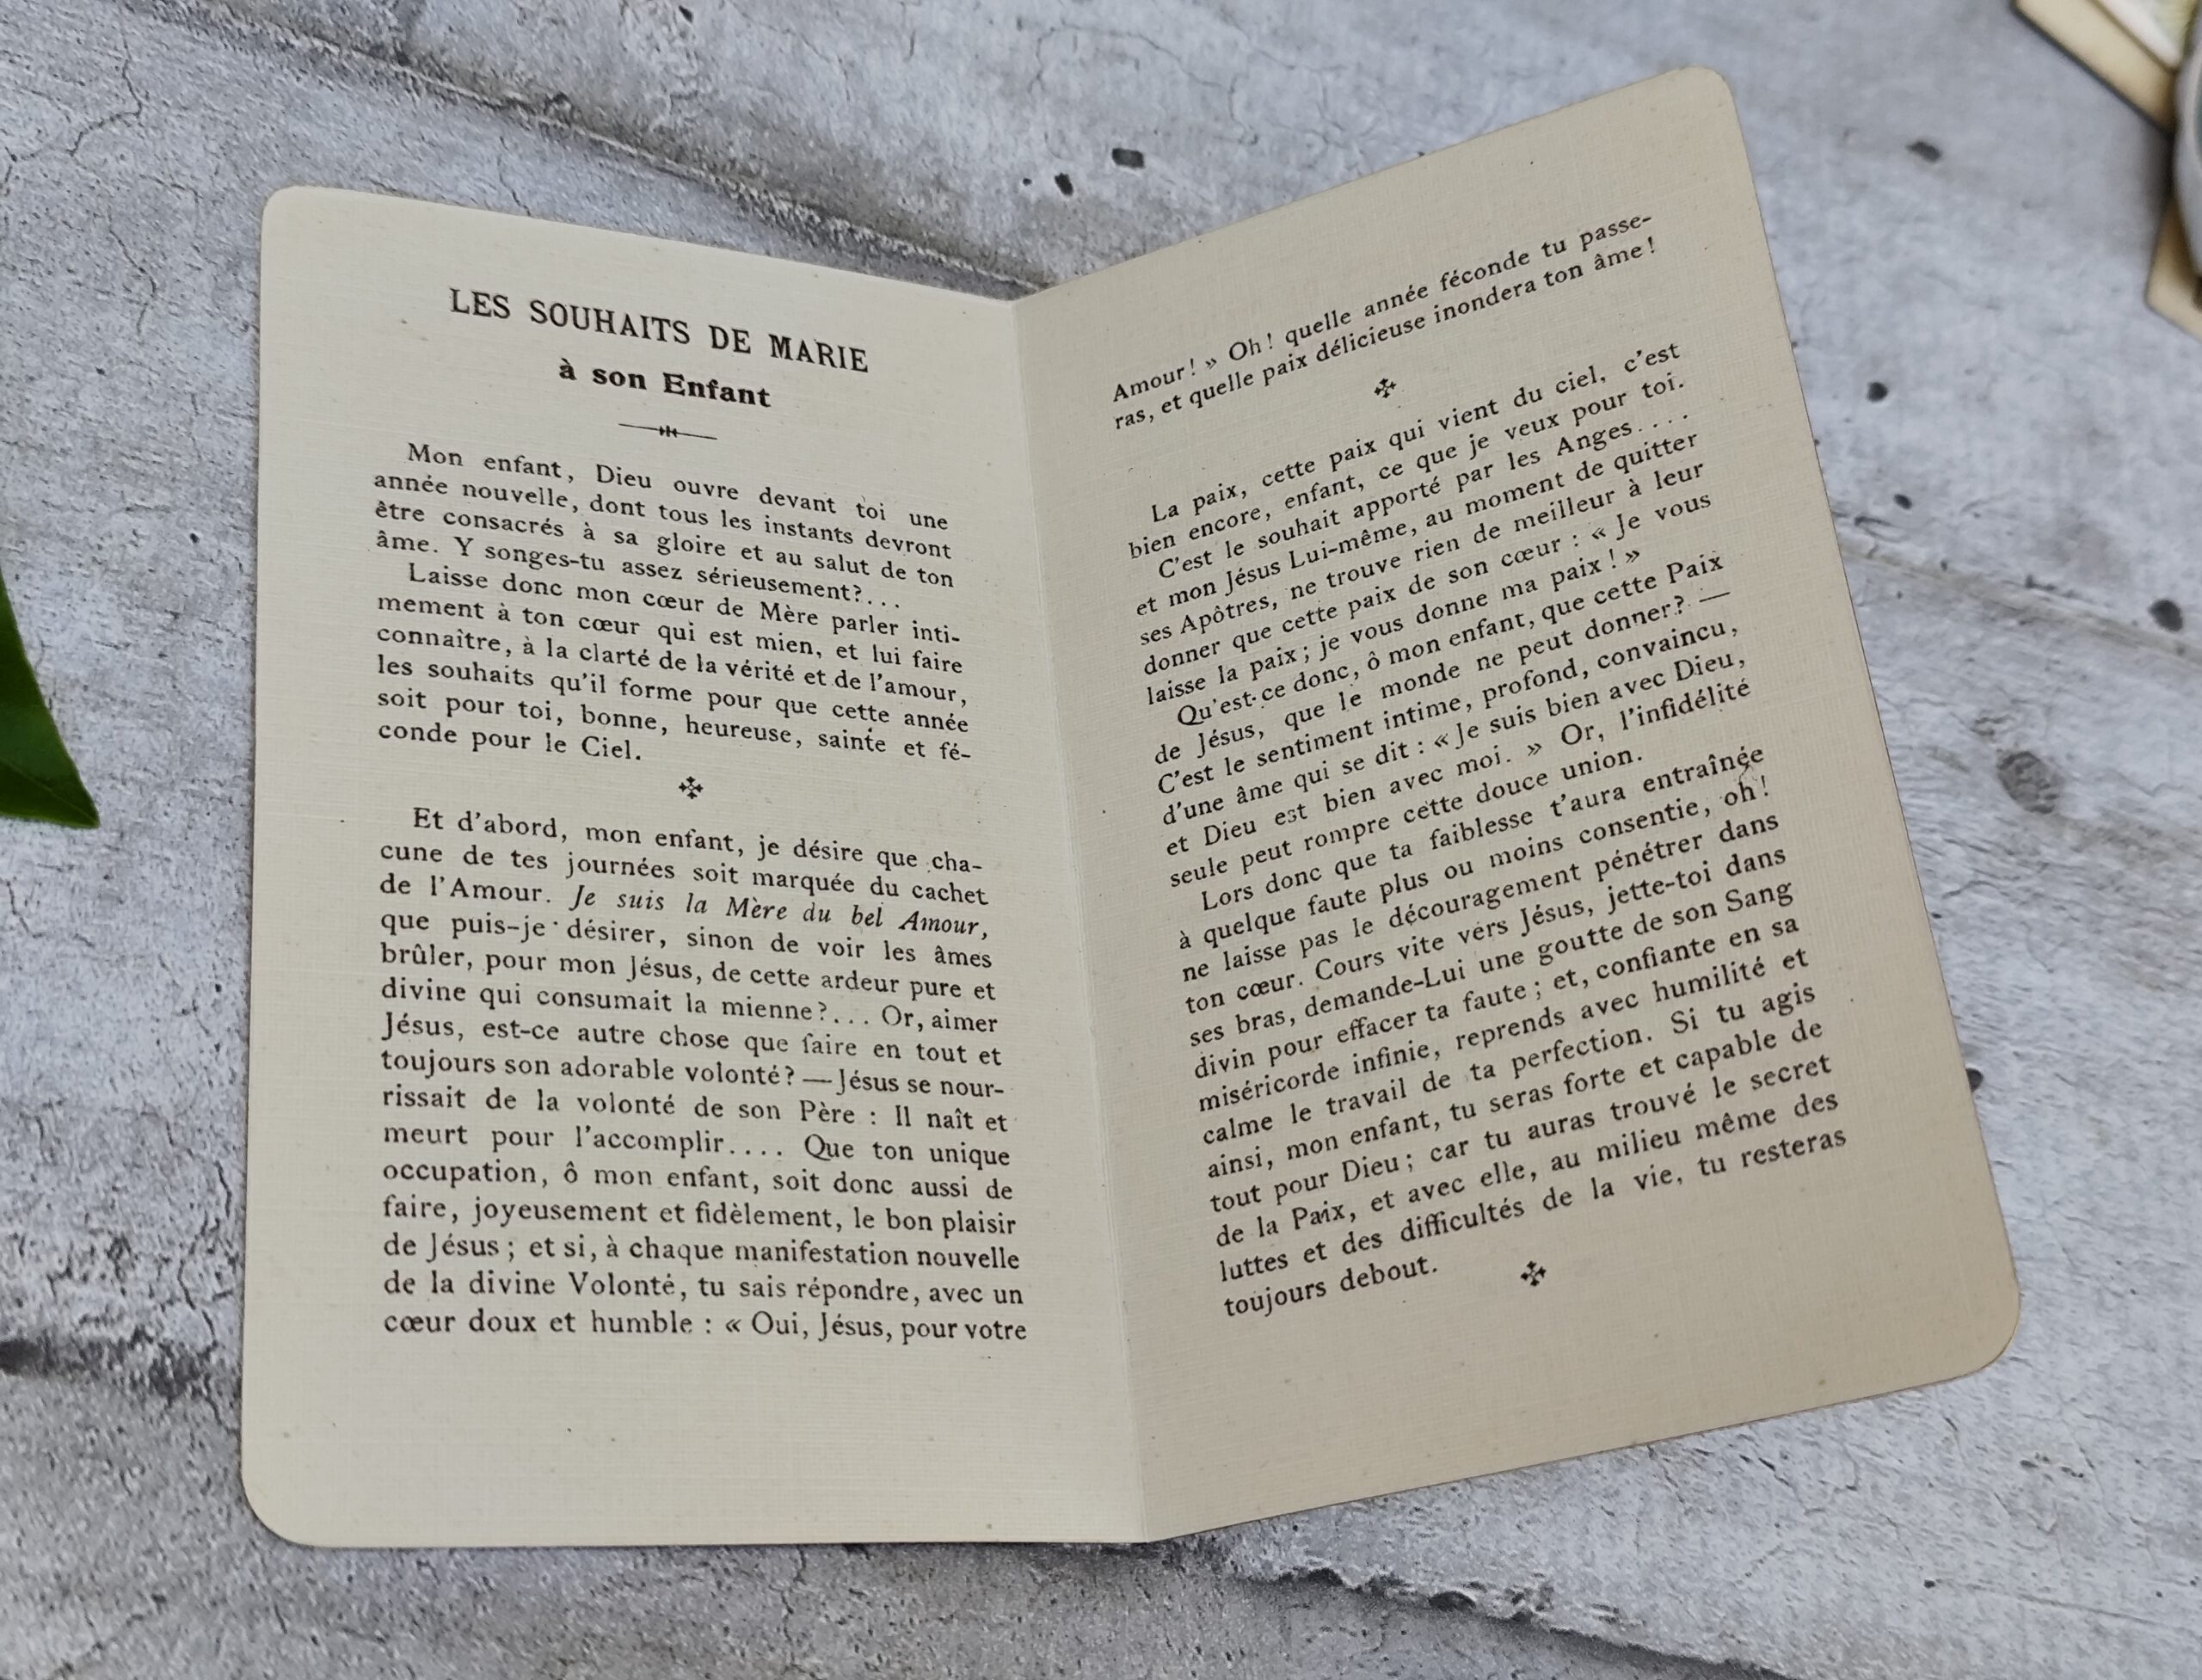 LES SOUHAITS DE MARIE
à son Enfant
Mon enfant, Dieu ouvre devant toi une
année nouvelle, dont tous les instants devront
être consacrés à sa gloire et au salut de ton
âme. Y songes-tu assez sérieusement?...
Laisse donc mon cœur de Mère parler inti-
mement à ton cœur qui est mien, et lui faire
connaître, à la clarté de la vérité et de l'amour,
les souhaits qu'il forme pour que cette année
soit pour toi, bonne, heureuse, sainte et fé-
conde pour le Ciel.
Et d'abord, mon enfant, je désire que cha-
cune de tes journées soit marquée du cachet
de l'Amour. Je suis la Mère du bel Amour,
que puis-je désirer, sinon de voir les âmes
brûler, pour mon Jésus, de cette ardeur pure et
divine qui consumait la mienne?... Or, aimer
Jésus, est-ce autre chose que faire en tout et
toujours son adorable volonté? — Jésus se nour-
rissait de la volonté de son Père : Il naît et
meurt pour l'accomplir.... Que ton unique
occupation, ô mon enfant, soit donc aussi de
faire, joyeusement et fidèlement, le bon plaisir
de Jésus ; et si, à chaque manifestation nouvelle
de la divine Volonté, tu sais répondre, avec un
cœur doux et humble : « Oui, Jésus, pour votre
Amour! » Oh! quelle année féconde tu passe-
ras, et quelle paix délicieuse inondera ton âme!
La paix, cette paix qui vient du ciel, c'est
bien encore, enfant, ce que je veux pour toi.
C'est le souhait apporté par les Anges....
et mon Jésus Lui-même, au moment de quitter
ses Apôtres, ne trouve rien de meilleur à leur
donner que cette paix de son cœur : « Je vous
laisse la paix ; je vous donne ma paix ! »
Qu'est-ce donc, ô mon enfant, que cette Paix
de Jésus, que le monde ne peut donner? —
C'est le sentiment intime, profond, convaincu,
d'une âme qui se dit : « Je suis bien avec Dieu,
et Dieu est bien avec moi. » Or, l'infidélité
seule peut rompre cette douce union.
Lors donc que ta faiblesse t'aura entraînée
à quelque faute plus ou moins consentie, oh!
ne laisse pas le découragement pénétrer dans
ton cœur. Cours vite vers Jésus, jette-toi dans
ses bras, demande-Lui une goutte de son Sang
divin pour effacer ta faute ; et, confiante en sa
miséricorde infinie, reprends avec humilité et
calme le travail de ta perfection. Si tu agis
ainsi, mon enfant, tu seras forte et capable de
tout pour Dieu ; car tu auras trouvé le secret
de la Paix, et avec elle, au milieu même des
luttes et des difficultés de la vie, tu resteras
toujours debout.